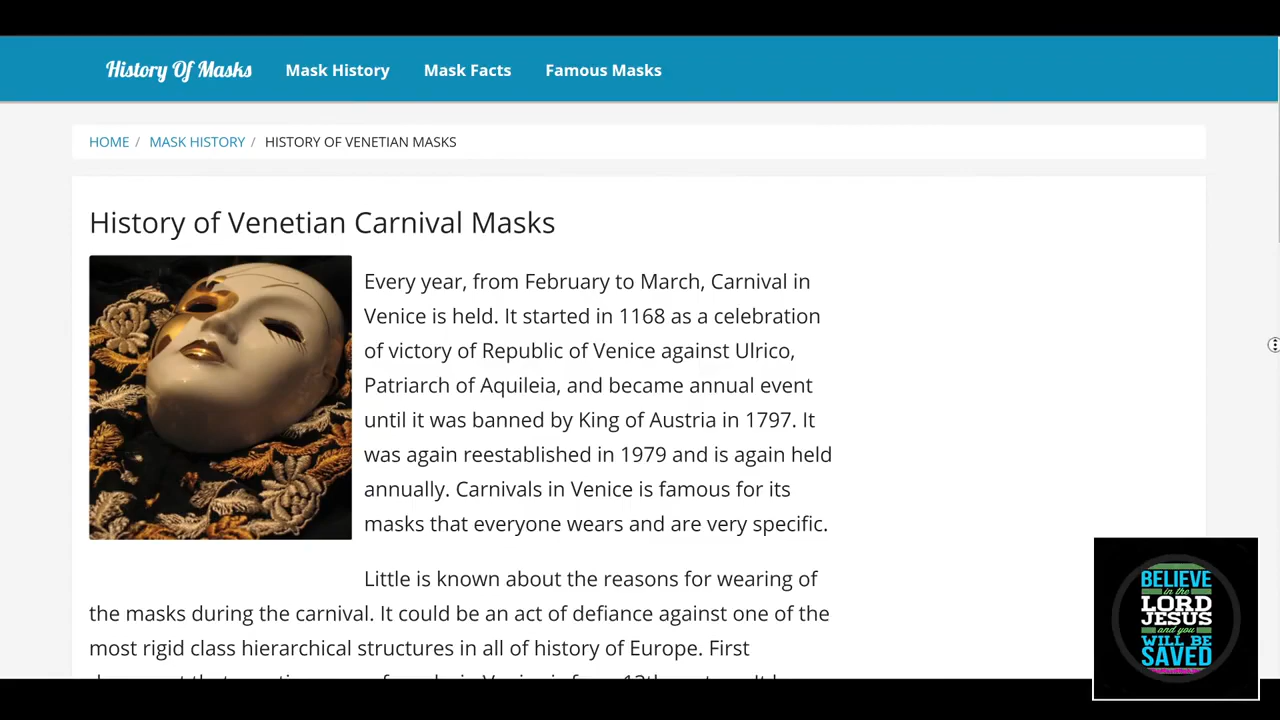 History Of Masks
Mask History
Mask Facts
Famous Masks
HOME / MASK HISTORY / HISTORY OF VENETIAN MASKS
History of Venetian Carnival Masks
Every year, from February to March, Carnival in
Venice is held. It started in 1168 as a celebration
of victory of Republic of Venice against Ulrico,
Patriarch of Aquileia, and became annual event
until it was banned by King of Austria in 1797. It
was again reestablished in 1979 and is again held
annually. Carnivals in Venice is famous for its
masks that everyone wears and are very specific.
Little is known about the reasons for wearing of
the masks during the carnival. It could be an act of defiance against one of the
most rigid class hierarchical structures in all of history of Europe. First
BELIEVE
in the
LORD
JESUS
and you
WILL BE
SAVED